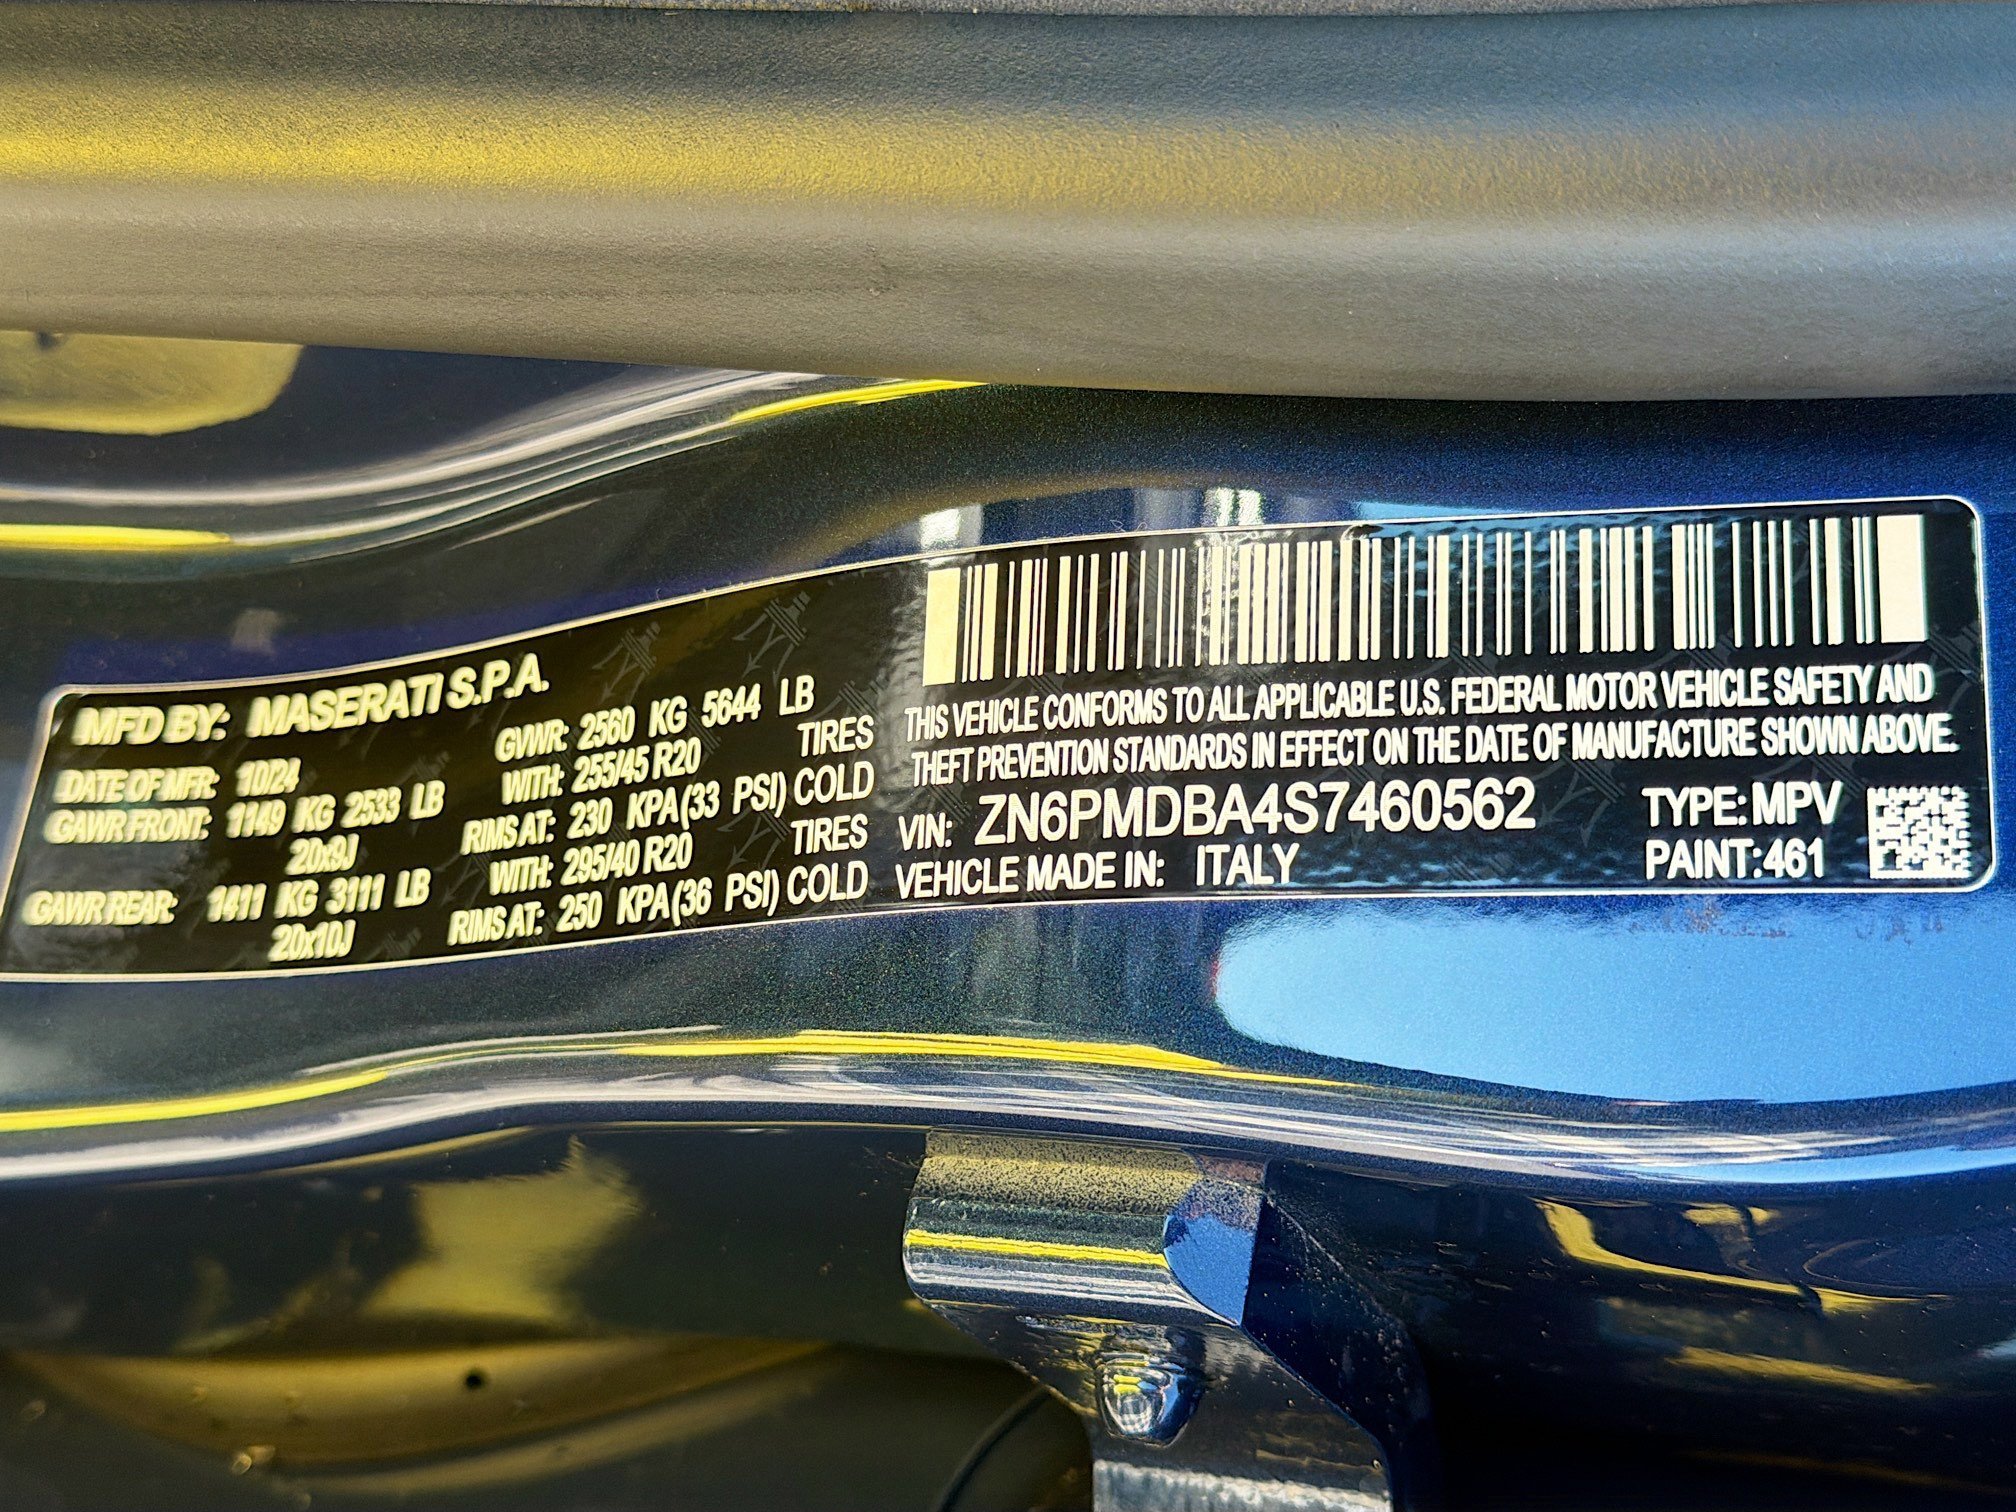 MFD BY: MASERATI S.P.A.
DATE OF MFR: 10/24 GVWR: 2560 KG 5644 LB
GAWR FRONT: 1149 KG 2533 LB WITH: 255/45 R20 TIRES
20x9J RIMS AT: 230 KPA (33 PSI) COLD
GAWR REAR: 1411 KG 3111 LB WITH: 295/40 R20 TIRES
20x10J RIMS AT: 250 KPA (36 PSI) COLD
THIS VEHICLE CONFORMS TO ALL APPLICABLE U.S. FEDERAL MOTOR VEHICLE SAFETY AND
THEFT PREVENTION STANDARDS IN EFFECT ON THE DATE OF MANUFACTURE SHOWN ABOVE.
VIN: ZN6PMDBA4S7460562 TYPE: MPV
VEHICLE MADE IN: ITALY PAINT: 461